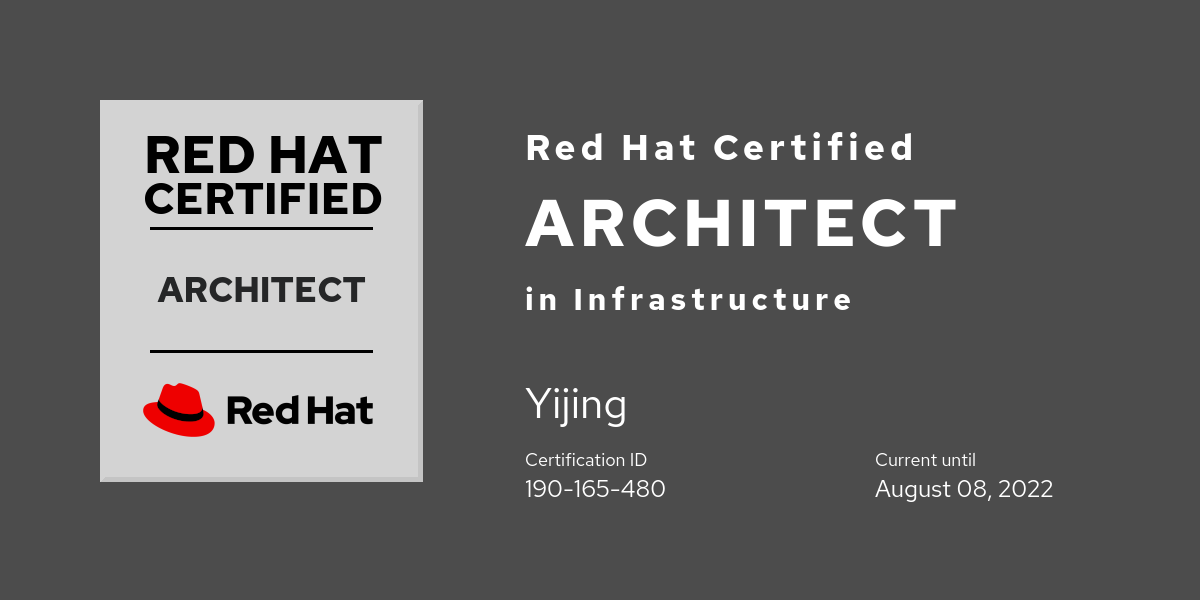 RED HAT
CERTIFIED
ARCHITECT
Red Hat
Red Hat Certified
ARCHITECT
in Infrastructure
Yijing
Certification ID
190-165-480
Current until
August 08, 2022